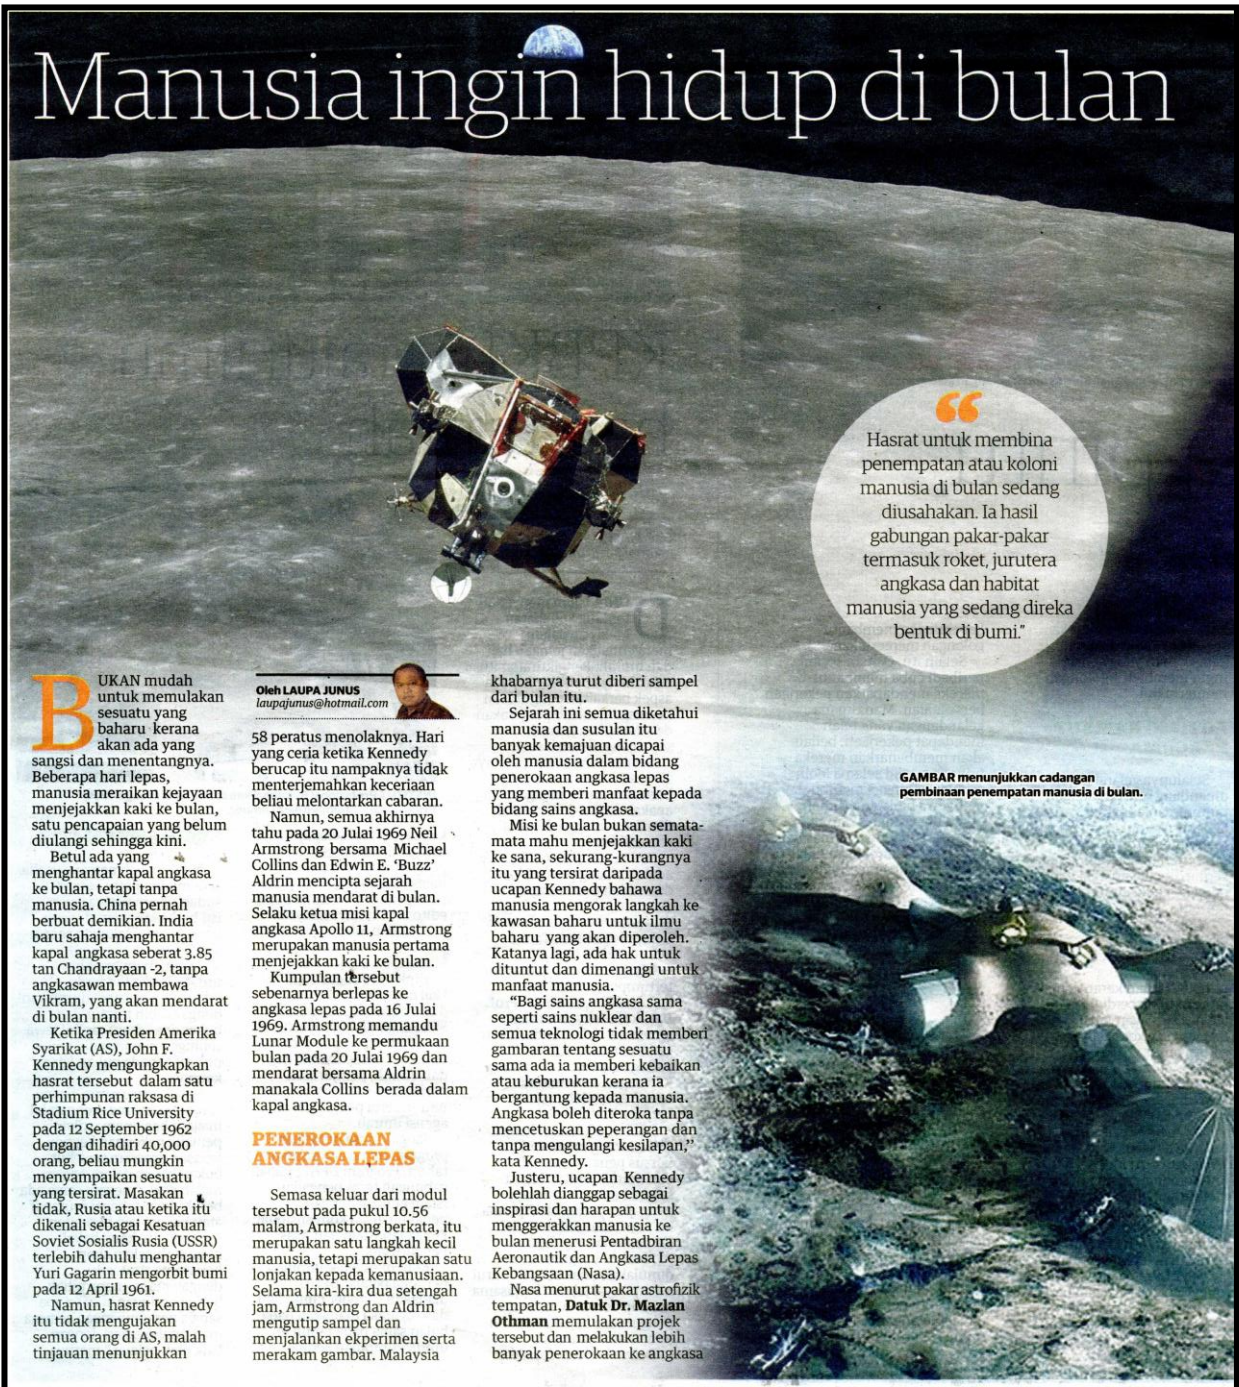 Manusia ingin hidup di bulan
“
Hasrat untuk membina
penempatan atau koloni
manusia di bulan sedang
diusahakan. Ia hasil
gabungan pakar-pakar
termasuk roket, jurutera
angkasa dan habitat
manusia yang sedang direka
bentuk di bumi."
BUKAN mudah
untuk memulakan
sesuatu yang
baharu kerana
akan ada yang
sangsi dan menentangnya.
Beberapa hari lepas,
manusia meraikan kejayaan
menjejakkan kaki ke bulan,
satu pencapaian yang belum
diulangi sehingga kini.
Betul ada yang
menghantar kapal angkasa
ke bulan, tetapi tanpa
manusia. China pernah
berbuat demikian. India
baru sahaja menghantar
kapal angkasa seberat 3.85
tan Chandrayaan -2, tanpa
angkasawan membawa
Vikram, yang akan mendarat
di bulan nanti.
Ketika Presiden Amerika
Syarikat (AS), John F.
Kennedy mengungkapkan
hasrat tersebut dalam satu
perhimpunan raksasa di
Stadium Rice University
pada 12 September 1962
dengan dihadiri 40,000
orang, beliau mungkin
menyampaikan sesuatu
yang tersirat. Masakan
tidak, Rusia atau ketika itu
dikenali sebagai Kesatuan
Soviet Sosialis Rusia (USSR)
terlebih dahulu menghantar
Yuri Gagarin mengorbit bumi
pada 12 April 1961.
Namun, hasrat Kennedy
itu tidak mengujakan
semua orang di AS, malah
tinjauan menunjukkan
Oleh LAUPA JUNUS
laupajunus@hotmail.com
58 peratus menolaknya. Hari
yang ceria ketika Kennedy
berucap itu nampaknya tidak
menterjemahkan keceriaan
beliau melontarkan cabaran.
Namun, semua akhirnya
tahu pada 20 Julai 1969 Neil
Armstrong bersama Michael
Collins dan Edwin E. ‘Buzz’
Aldrin mencipta sejarah
manusia mendarat di bulan.
Selaku ketua misi kapal
angkasa Apollo 11, Armstrong
merupakan manusia pertama
menjejakkan kaki ke bulan.
Kumpulan tersebut
sebenarnya berlepas ke
angkasa lepas pada 16 Julai
1969. Armstrong memandu
Lunar Module ke permukaan
bulan pada 20 Julai 1969 dan
mendarat bersama Aldrin
manakala Collins berada dalam
kapal angkasa.
PENEROKAAN
ANGKASA LEPAS
Semasa keluar dari modul
tersebut pada pukul 10.56
malam, Armstrong berkata, itu
merupakan satu langkah kecil
manusia, tetapi merupakan satu
lonjakan kepada kemanusiaan.
Selama kira-kira dua setengah
jam, Armstrong dan Aldrin
mengutip sampel dan
menjalankan ekperimen serta
merakam gambar. Malaysia
khabarnya turut diberi sampel
dari bulan itu.
Sejarah ini semua diketahui
manusia dan susulan itu
banyak kemajuan dicapai
oleh manusia dalam bidang
penerokaan angkasa lepas
yang memberi manfaat kepada
bidang sains angkasa.
Misi ke bulan bukan semata-
mata mahu menjejakkan kaki
ke sana, sekurang-kurangnya
itu yang tersirat daripada
ucapan Kennedy bahawa
manusia mengorak langkah ke
kawasan baharu untuk ilmu
baharu yang akan diperoleh.
Katanya lagi, ada hak untuk
dituntut dan dimenangi untuk
manfaat manusia.
“Bagi sains angkasa sama
seperti sains nuklear dan
semua teknologi tidak memberi
gambaran tentang sesuatu
sama ada ia memberi kebaikan
atau keburukan kerana ia
bergantung kepada manusia.
Angkasa boleh diteroka tanpa
mencetuskan peperangan dan
tanpa mengulangi kesilapan,’’
kata Kennedy.
Justeru, ucapan Kennedy
bolehlah dianggap sebagai
inspirasi dan harapan untuk
menggerakkan manusia ke
bulan menerusi Pentadbiran
Aeronautik dan Angkasa Lepas
Kebangsaan (Nasa).
Nasa menurut pakar astrofizik
tempatan, Datuk Dr. Mazlan
Othman memulakan projek
tersebut dan melakukan lebih
banyak penerokaan ke angkasa
GAMBAR menunjukkan cadangan
pembinaan penempatan manusia di bulan.